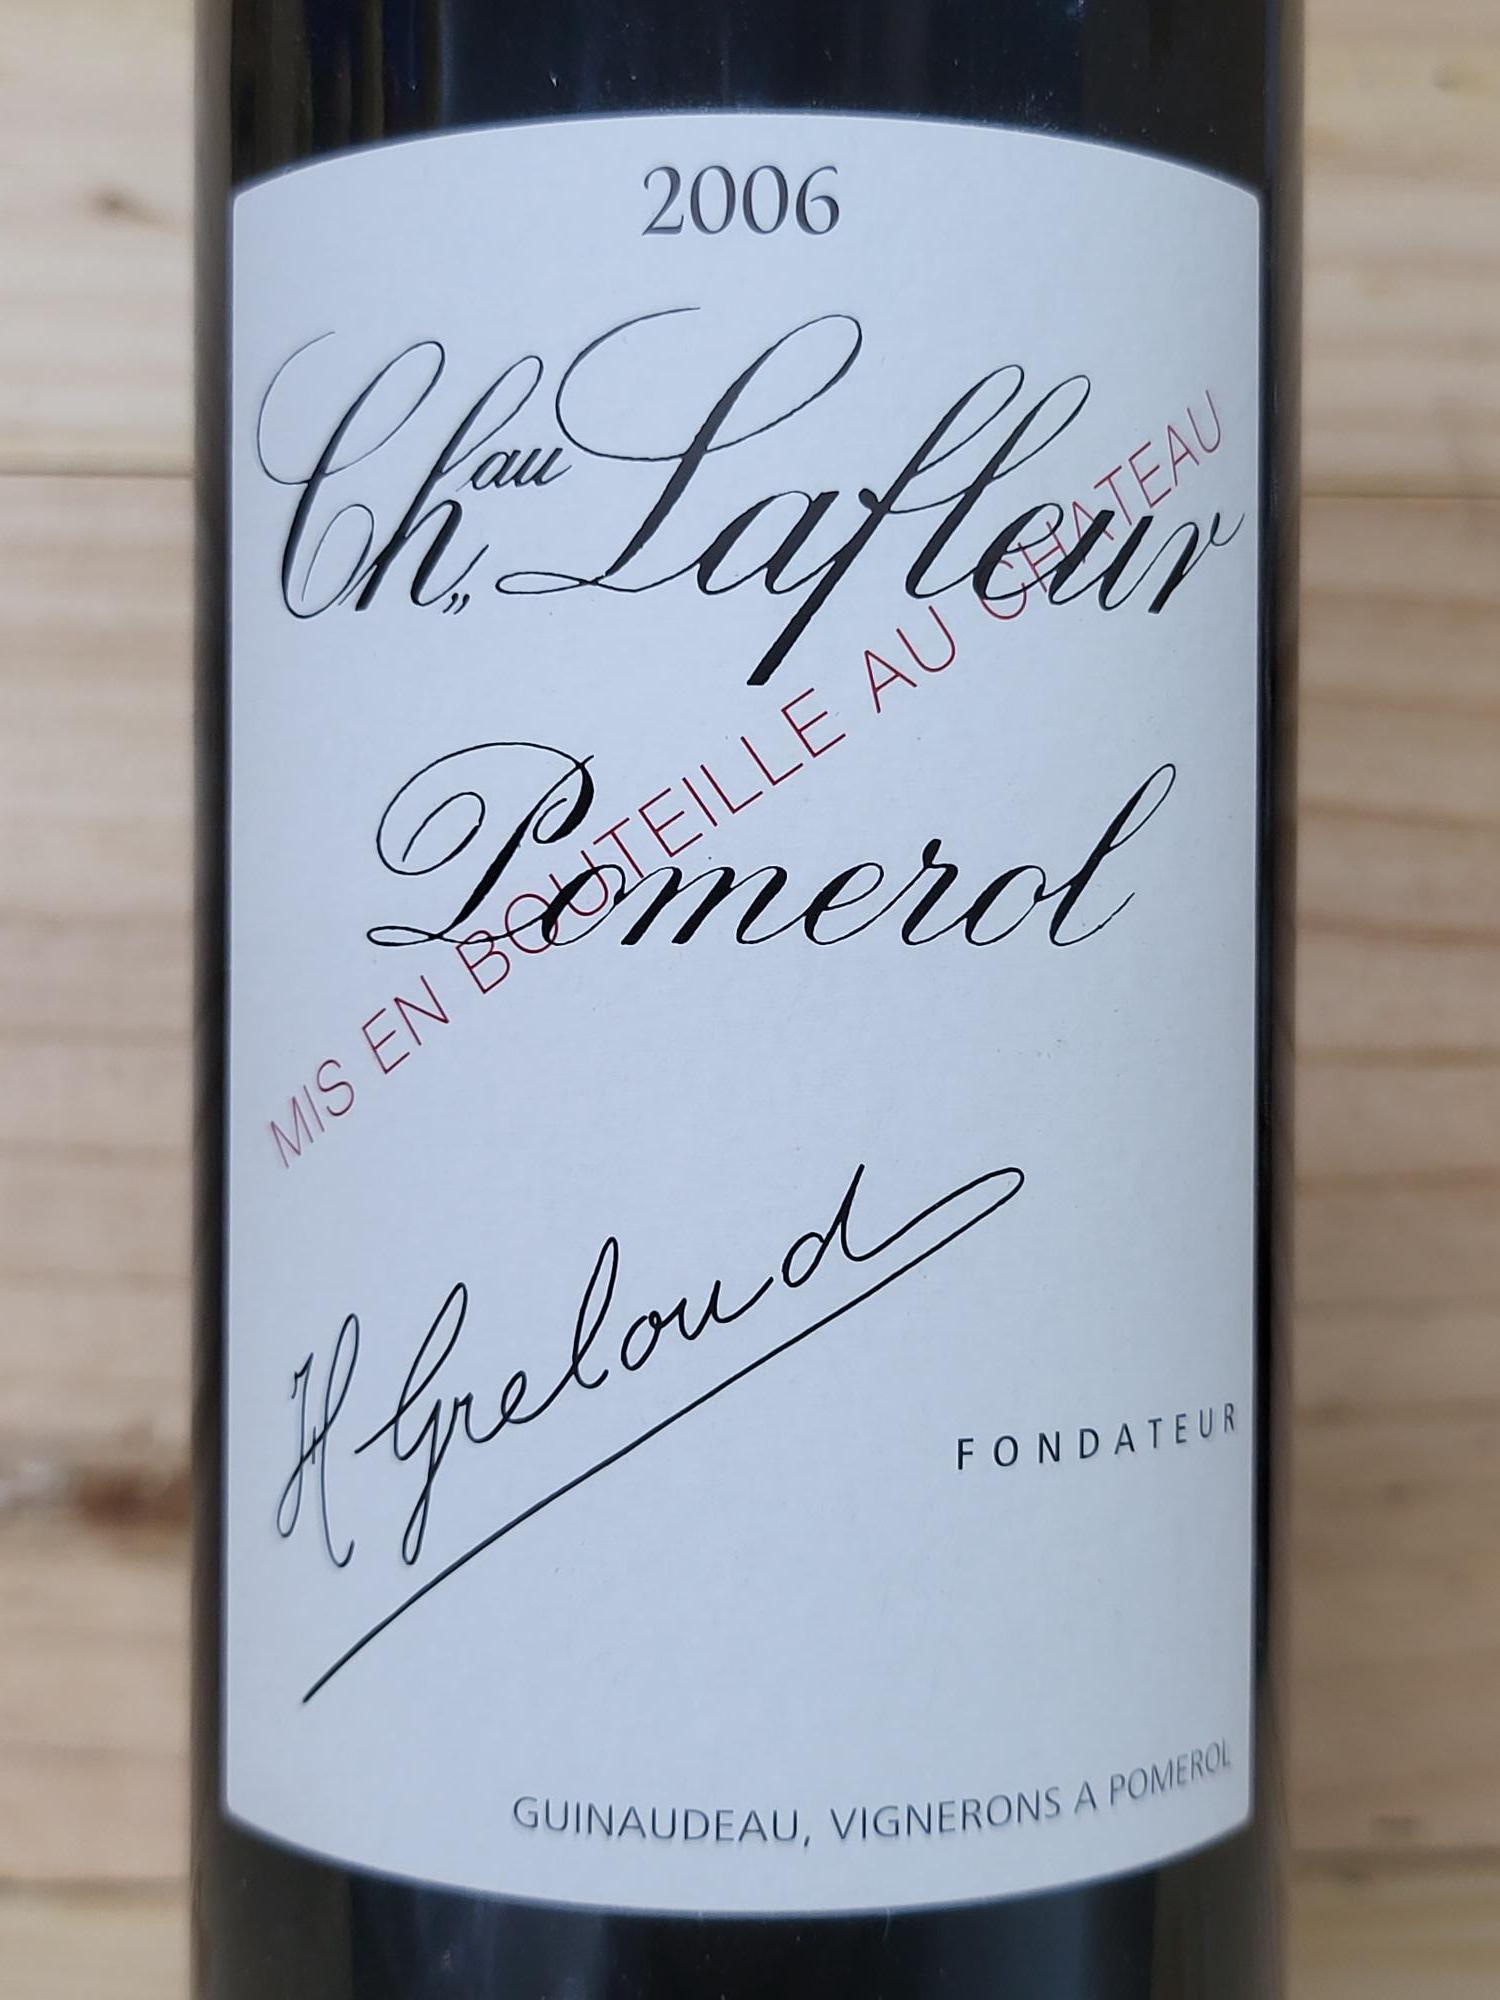 2006
Chau,, Lafleur
MIS EN BOUTEILLE AU CHATEAU
Pomerol
H Greloud
FONDATEUR
GUINAUDEAU, VIGNERONS A POMEROL